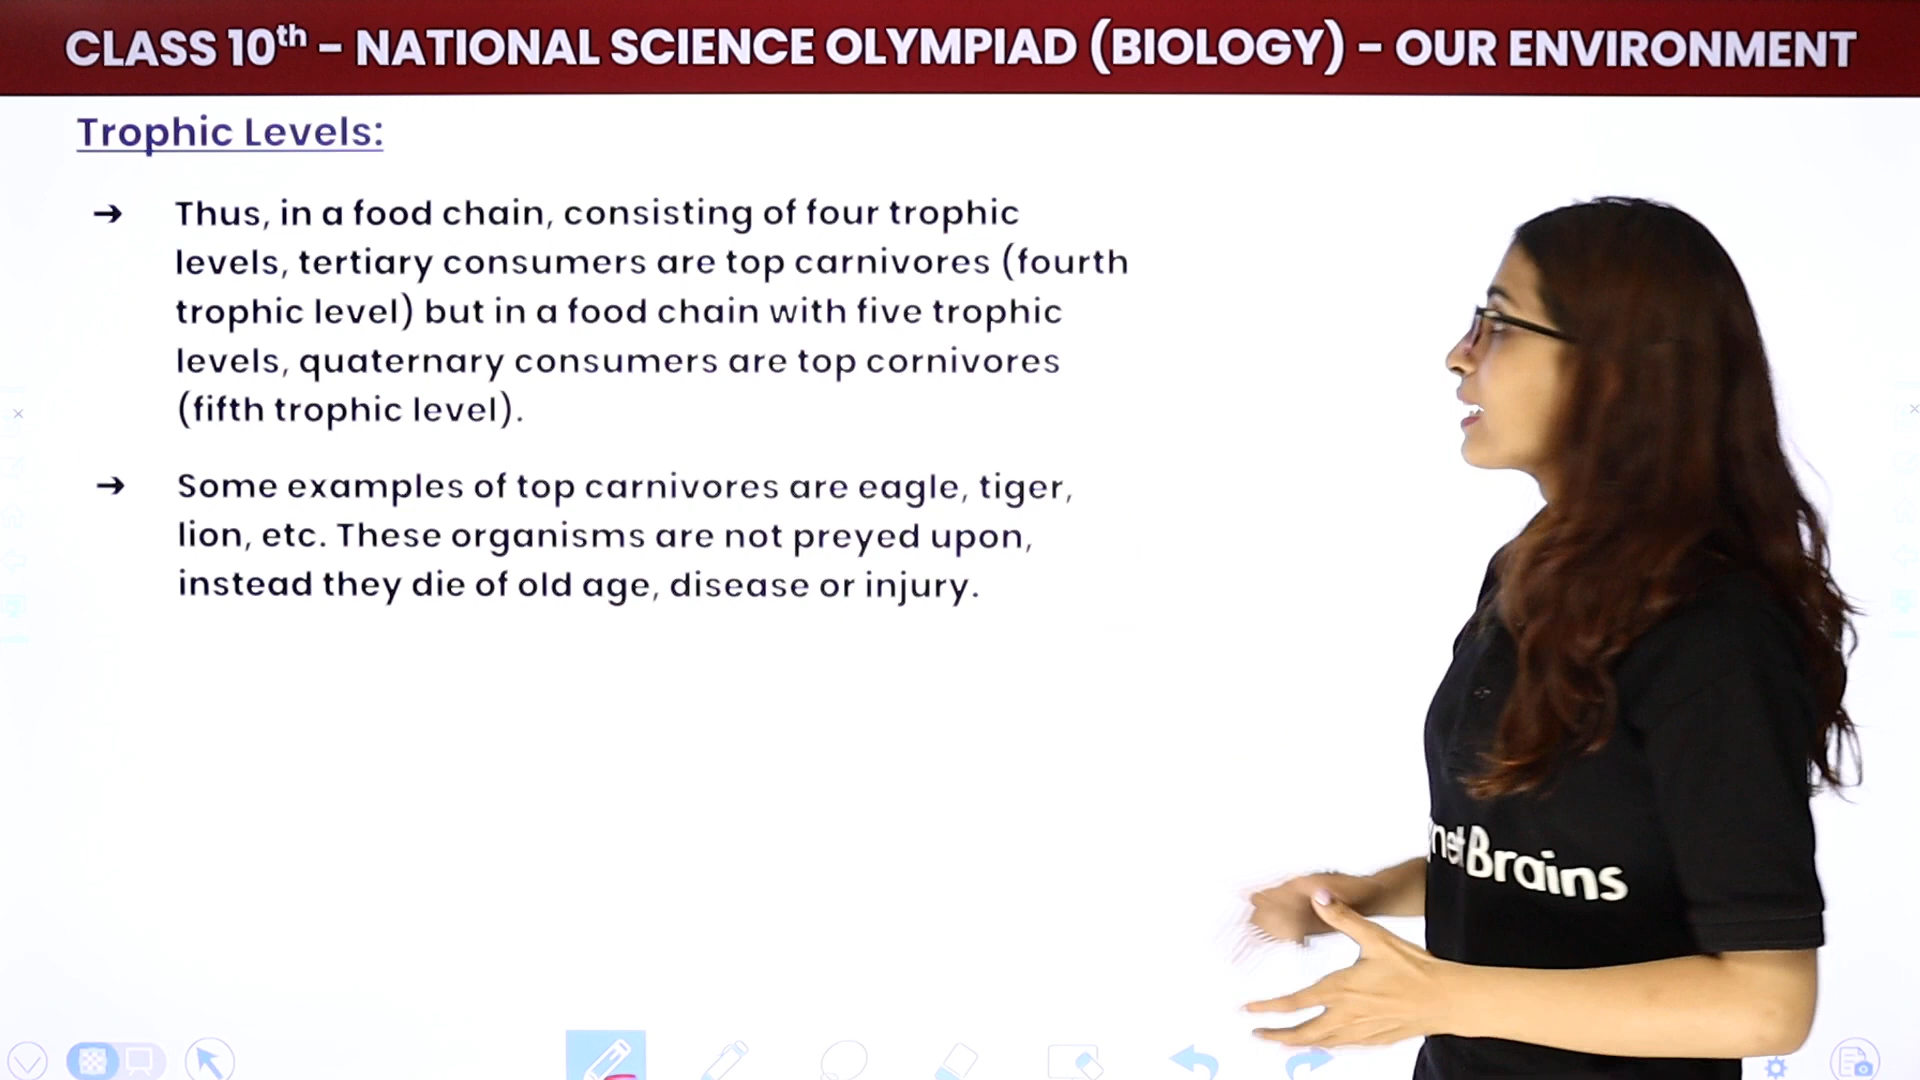 CLASS 10th – NATIONAL SCIENCE OLYMPIAD (BIOLOGY) – OUR ENVIRONMENT
Trophic Levels:
➔ Thus, in a food chain, consisting of four trophic
levels, tertiary consumers are top carnivores (fourth
trophic level) but in a food chain with five trophic
levels, quaternary consumers are top cornivores
(fifth trophic level).
➔ Some examples of top carnivores are eagle, tiger,
lion, etc. These organisms are not preyed upon,
instead they die of old age, disease or injury.
Brains